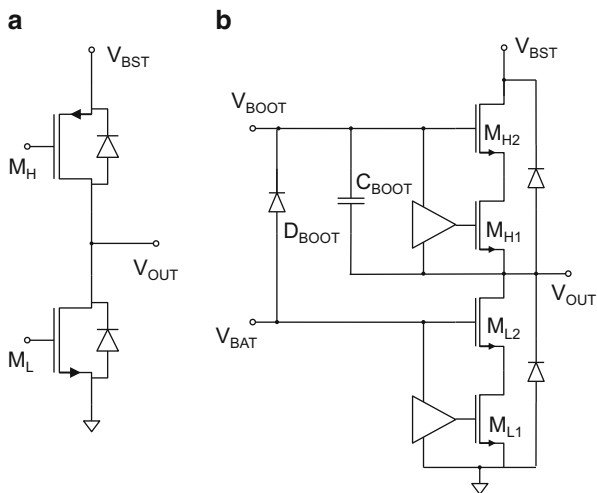 a
V_BST
M_H
V_OUT
M_L
b
V_BST
V_BOOT
M_H2
C_BOOT
D_BOOT
M_H1
V_OUT
V_BAT
M_L2
M_L1